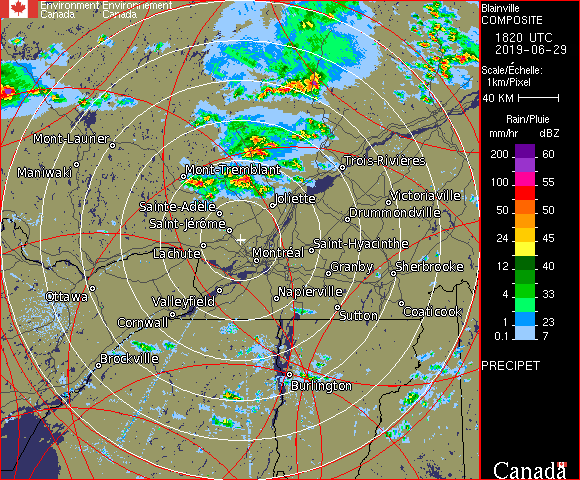 Environment Environnement
Canada Canada
Blainville
COMPOSITE
1820 UTC
2019-06-29
Scale/Échelle:
1km/Pixel
40 KM
Rain/Pluie
mm/hr dBZ
200 60
100 55
50 50
24 45
12 40
4 33
1 23
0.1 7
PRECIPET
Mont-Laurier
Maniwaki
Mont-Tremblant
Trois-Rivières
Sainte-Adèle
Joliette
Victoriaville
Saint-Jérôme
Drummondville
Lachute
Montréal
Saint-Hyacinthe
Granby
Sherbrooke
Ottawa
Valleyfield
Napierville
Cornwall
Sutton
Coaticook
Brockville
Burlington
Canada